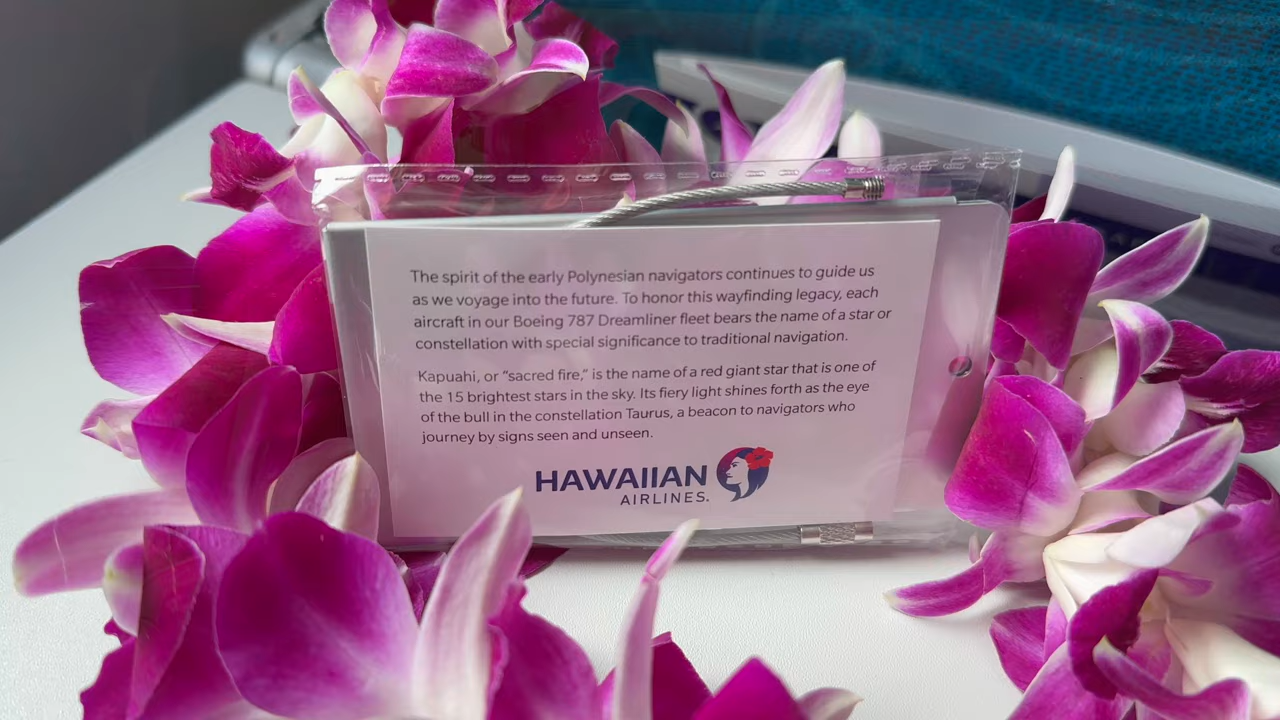 The spirit of the early Polynesian navigators continues to guide us
as we voyage into the future. To honor this wayfinding legacy, each
aircraft in our Boeing 787 Dreamliner fleet bears the name of a star or
constellation with special significance to traditional navigation.
Kapuahi, or “sacred fire,” is the name of a red giant star that is one of
the 15 brightest stars in the sky. Its fiery light shines forth as the eye
of the bull in the constellation Taurus, a beacon to navigators who
journey by signs seen and unseen.
HAWAIIAN
AIRLINES.